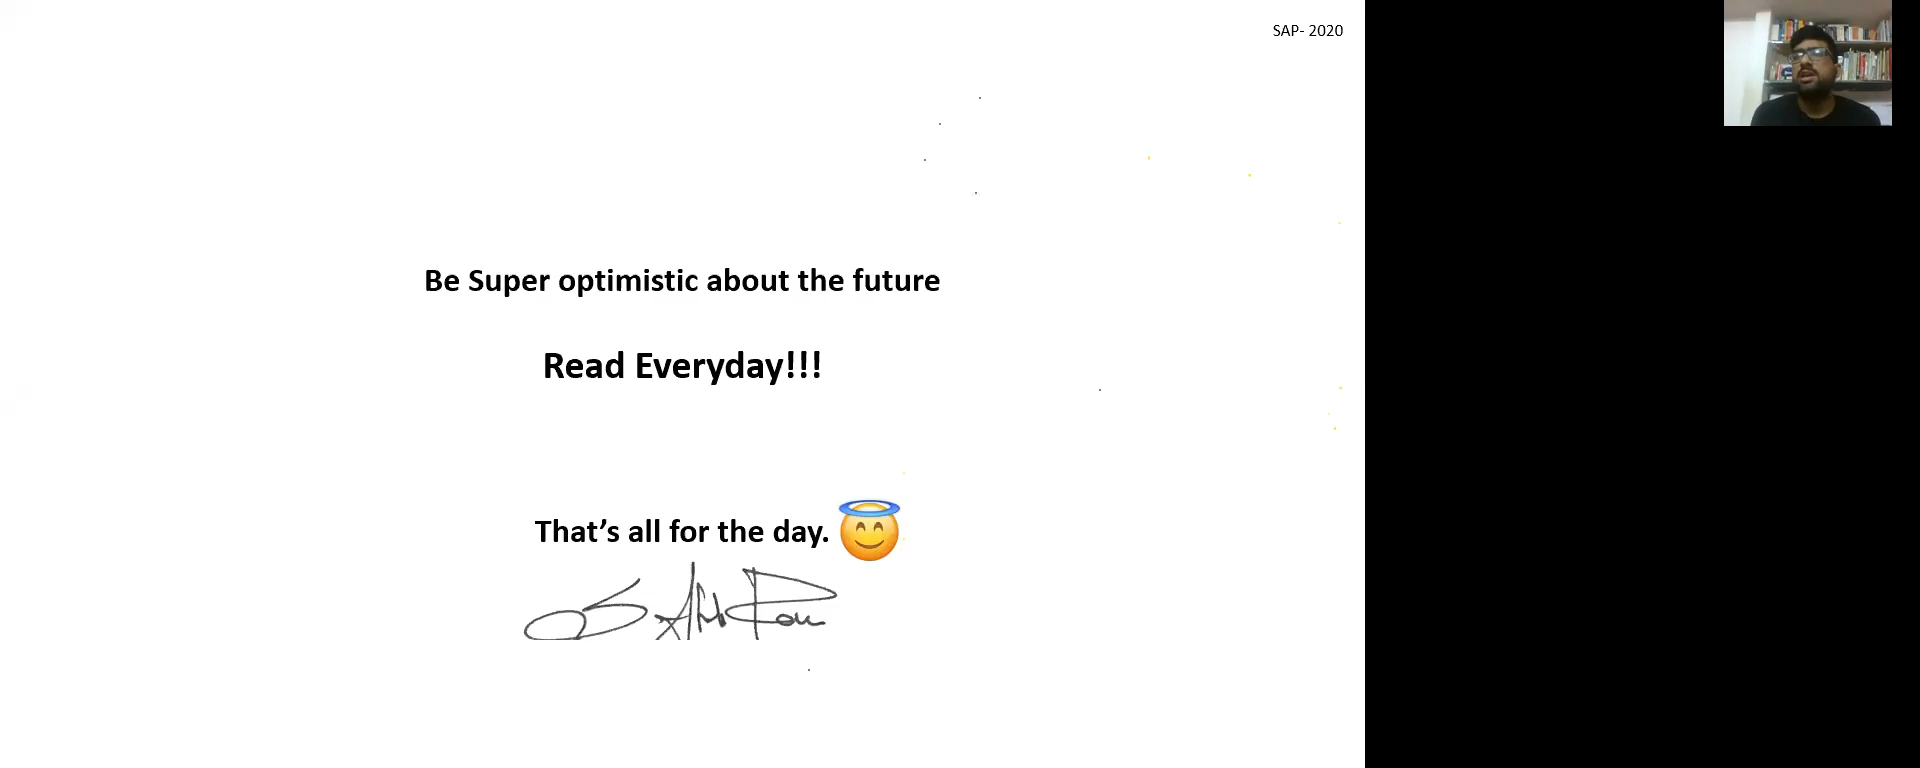 SAP- 2020
Be Super optimistic about the future
Read Everyday!!!
That’s all for the day.